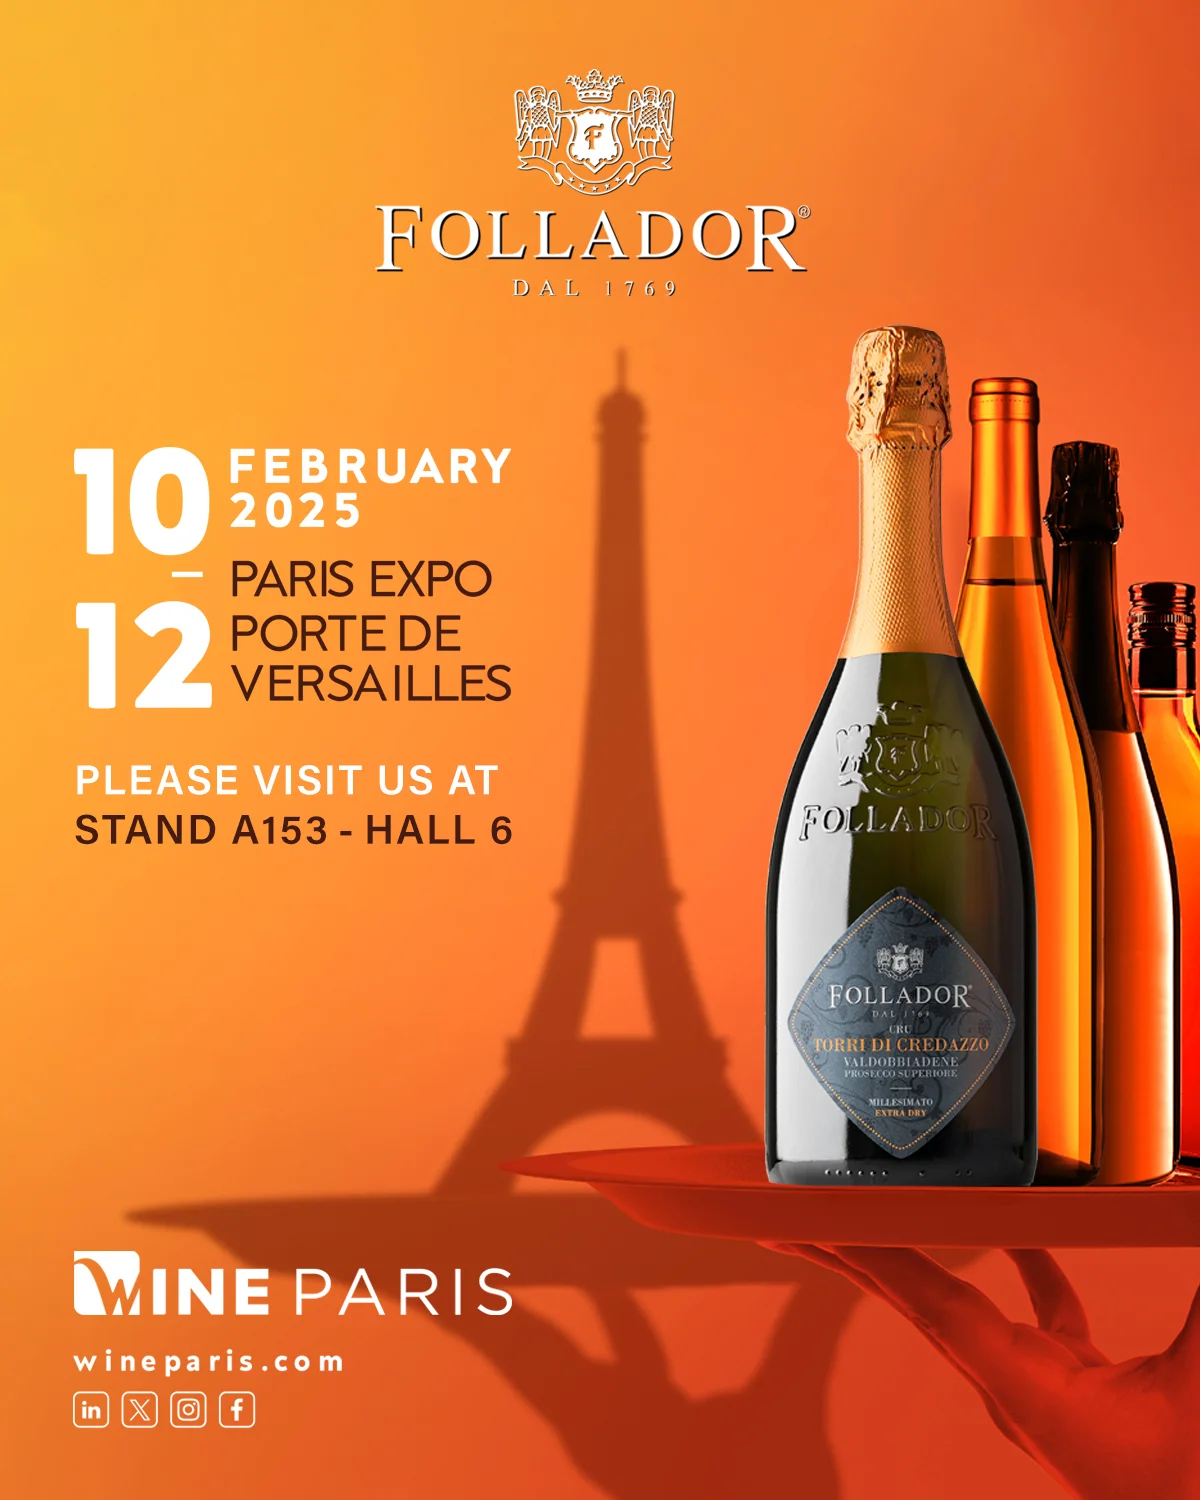 F
FOLLADOR®
DAL 1769
10
–
12
FEBRUARY
2025
PARIS EXPO
PORTE DE
VERSAILLES
PLEASE VISIT US AT
STAND A153 - HALL 6
F
FOLLADOR
FOLLADOR®
DAL 1769
CRU
TORRI DI CREDAZZO
VALDOBBIADENE
PROSECCO SUPERIORE
MILLESIMATO
EXTRA DRY
WINE PARIS
wineparis.com
in X f